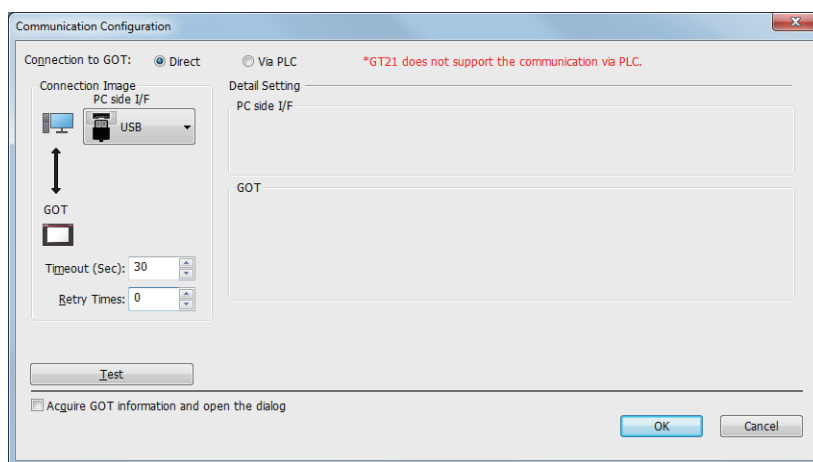 Communication Configuration
Connection to GOT: Direct Via PLC *GT21 does not support the communication via PLC.
Connection Image
PC side I/F
USB
GOT
Timeout (Sec): 30
Retry Times: 0
Detail Setting
PC side I/F
GOT
Test
Acquire GOT information and open the dialog
OK Cancel